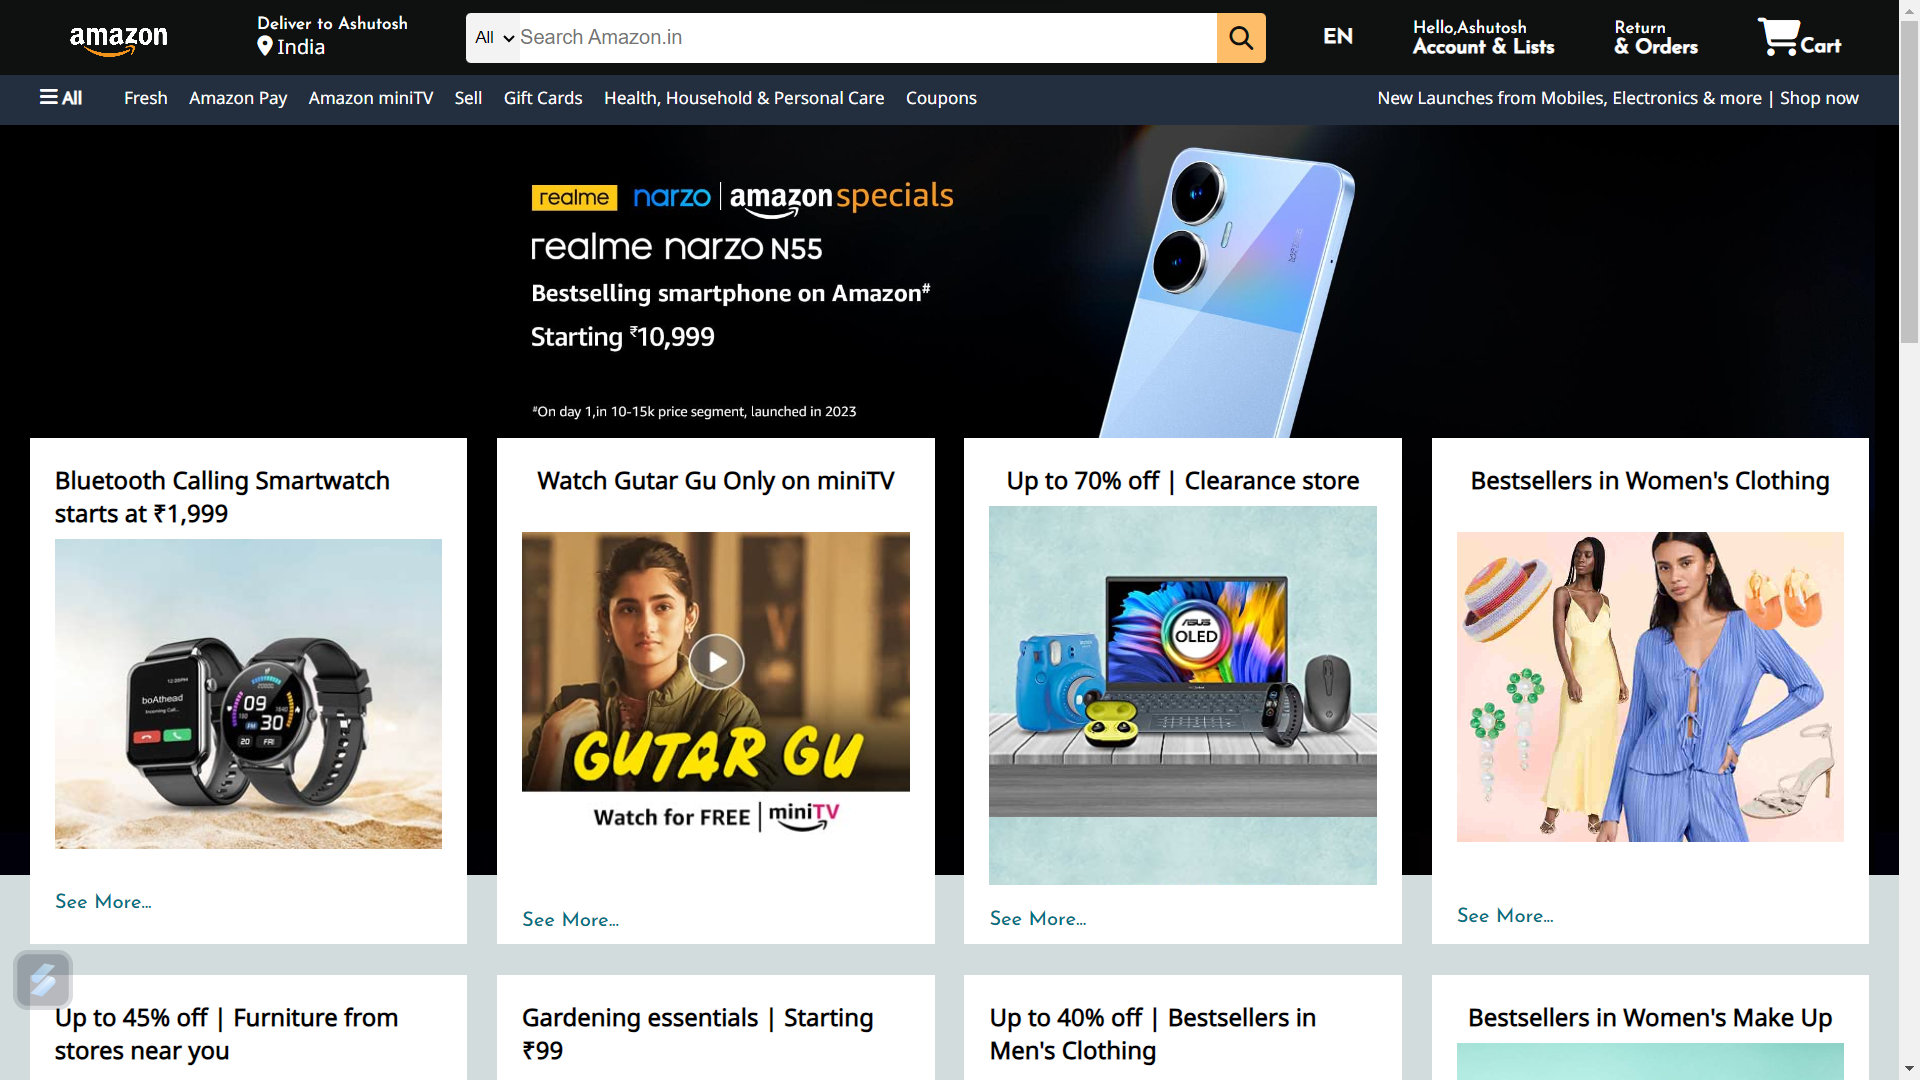 amazon
Deliver to Ashutosh
India
All
Search Amazon.in
EN
Hello,Ashutosh
Account & Lists
Return
& Orders
Cart
All
Fresh
Amazon Pay
Amazon miniTV
Sell
Gift Cards
Health, Household & Personal Care
Coupons
New Launches from Mobiles, Electronics & more | Shop now
realme narzo | amazon specials
realme narzo N55
Bestselling smartphone on Amazon#
Starting ₹10,999
#On day 1,in 10-15k price segment, launched in 2023
Bluetooth Calling Smartwatch
starts at ₹1,999
boAthead
Incoming Call...
09
30
PM
20
FRI
See More...
Watch Gutar Gu Only on miniTV
GUTAR GU
Watch for FREE | miniTV
See More...
Up to 70% off | Clearance store
ASUS
OLED
See More...
Bestsellers in Women's Clothing
See More...
Up to 45% off | Furniture from
stores near you
Gardening essentials | Starting
₹99
Up to 40% off | Bestsellers in
Men's Clothing
Bestsellers in Women's Make Up